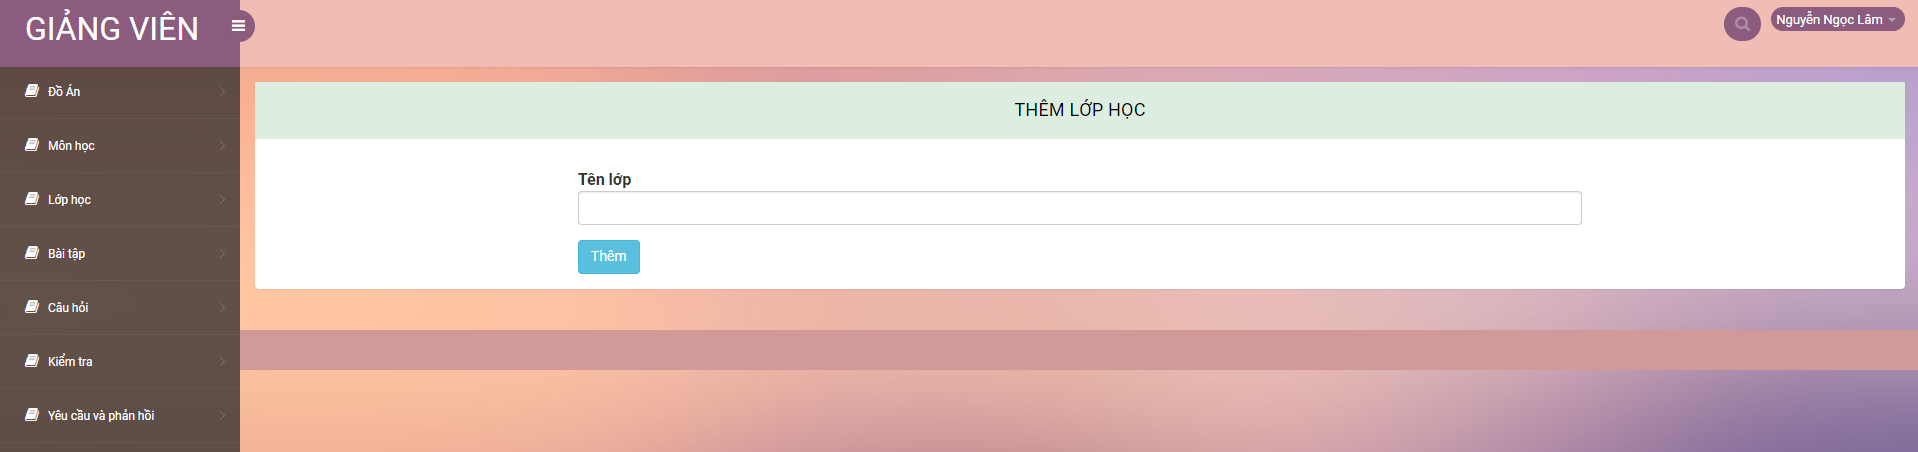 GIẢNG VIÊN
Nguyễn Ngọc Lâm
Đồ Án
Môn học
Lớp học
Bài tập
Câu hỏi
Kiểm tra
Yêu cầu và phản hồi
THÊM LỚP HỌC
Tên lớp
Thêm